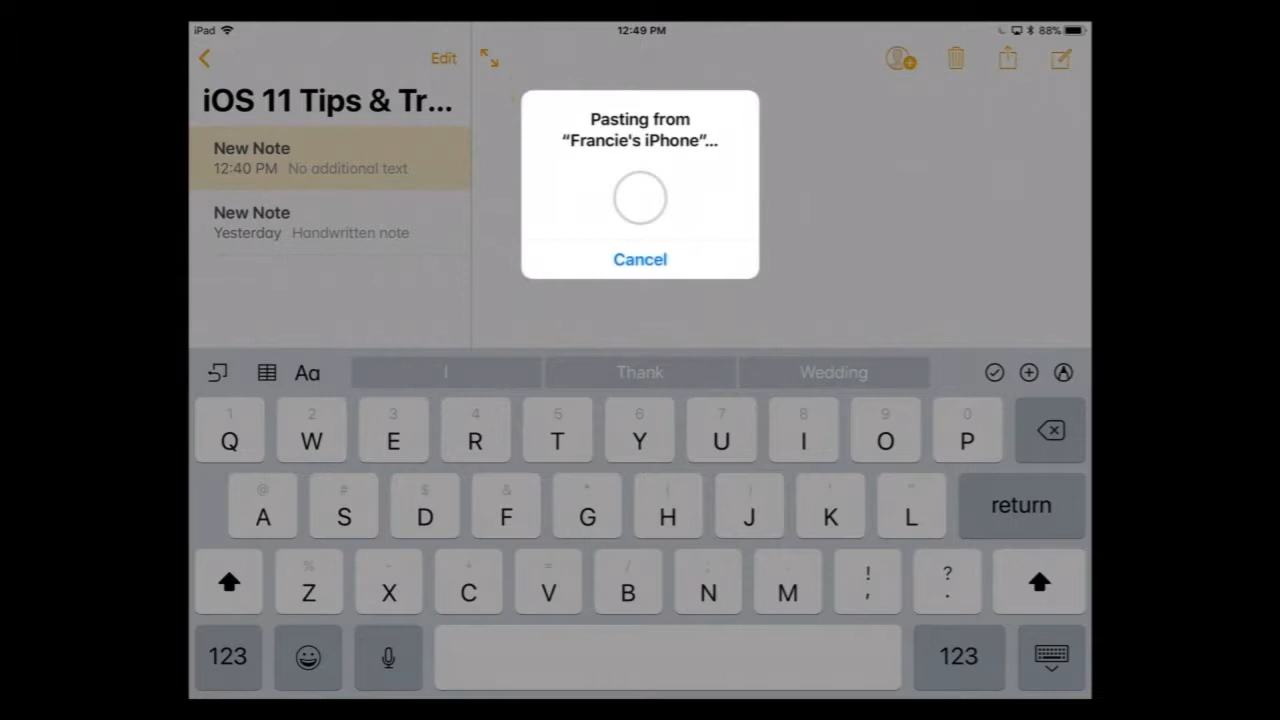 iPad 12:49 PM 88%
Edit
iOS 11 Tips & Tr...
New Note
12:40 PM No additional text
New Note
Yesterday Handwritten note
Pasting from
“Francie's iPhone”...
Cancel
Aa I Thank Wedding
1 2 3 4 5 6 7 8 9 0
Q W E R T Y U I O P
@ # $ & * ( ) ' "
A S D F G H J K L return
% - + = / ; : ! ?
Z X C V B N M , .
123 123